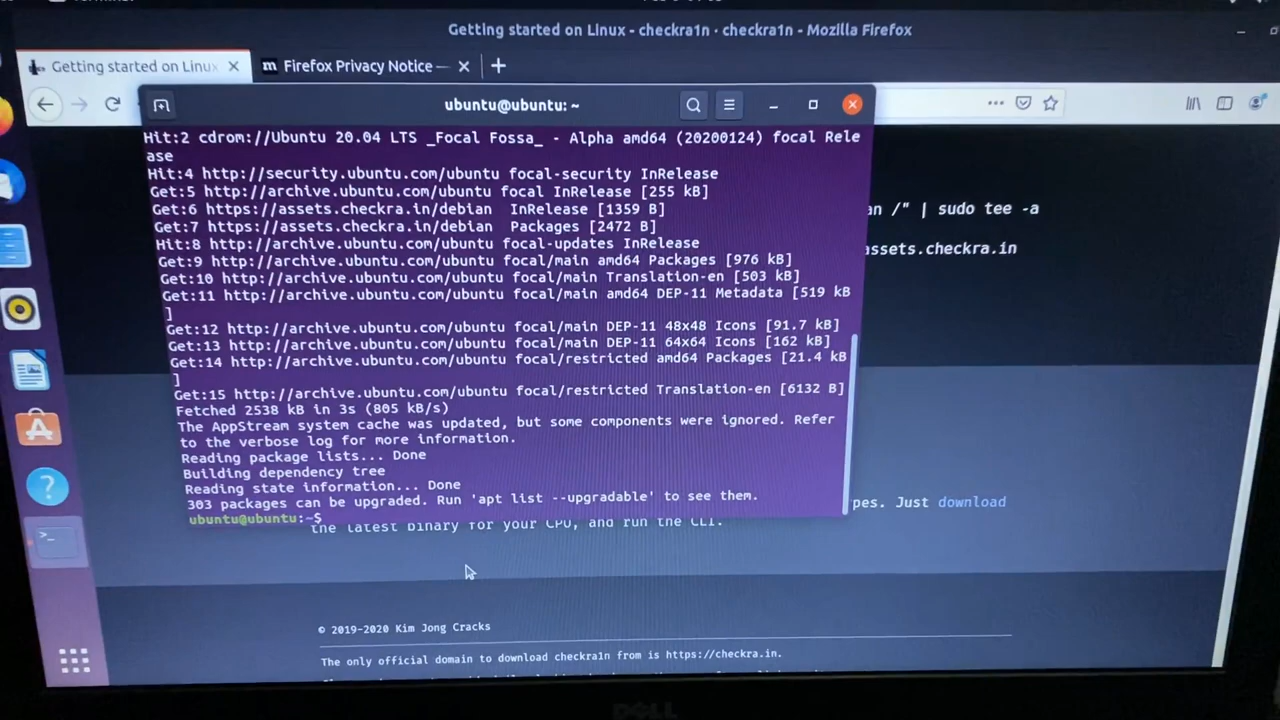 Getting started on Linux - checkra1n · checkra1n - Mozilla Firefox
Getting started on Linux
Firefox Privacy Notice —
ubuntu@ubuntu: ~
Hit:2 cdrom://Ubuntu 20.04 LTS _Focal Fossa_ - Alpha amd64 (20200124) focal Rele
ase
Hit:4 http://security.ubuntu.com/ubuntu focal-security InRelease
Get:5 http://archive.ubuntu.com/ubuntu focal InRelease [255 kB]
Get:6 https://assets.checkra.in/debian  InRelease [1359 B]
Get:7 https://assets.checkra.in/debian  Packages [2472 B]
Hit:8 http://archive.ubuntu.com/ubuntu focal-updates InRelease
Get:9 http://archive.ubuntu.com/ubuntu focal/main amd64 Packages [976 kB]
Get:10 http://archive.ubuntu.com/ubuntu focal/main Translation-en [503 kB]
Get:11 http://archive.ubuntu.com/ubuntu focal/main amd64 DEP-11 Metadata [519 kB
]
Get:12 http://archive.ubuntu.com/ubuntu focal/main DEP-11 48x48 Icons [91.7 kB]
Get:13 http://archive.ubuntu.com/ubuntu focal/main DEP-11 64x64 Icons [162 kB]
Get:14 http://archive.ubuntu.com/ubuntu focal/restricted amd64 Packages [21.4 kB
]
Get:15 http://archive.ubuntu.com/ubuntu focal/restricted Translation-en [6132 B]
Fetched 2538 kB in 3s (805 kB/s)
The AppStream system cache was updated, but some components were ignored. Refer
to the verbose log for more information.
Reading package lists... Done
Building dependency tree
Reading state information... Done
303 packages can be upgraded. Run 'apt list --upgradable' to see them.
ubuntu@ubuntu:~$
an /" | sudo tee -a
assets.checkra.in
pes. Just download
the latest binary for your CPU, and run the CLI.
© 2019-2020 Kim Jong Cracks
The only official domain to download checkra1n from is https://checkra.in.
DELL